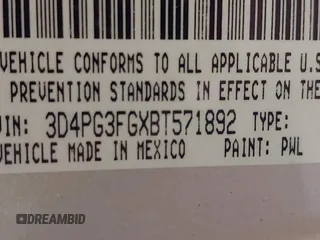 VEHICLE CONFORMS TO ALL APPLICABLE U.S
PREVENTION STANDARDS IN EFFECT ON THE
VIN: 3D4PG3FGXBT571892 TYPE:
VEHICLE MADE IN MEXICO PAINT: PWL
DREAMBID